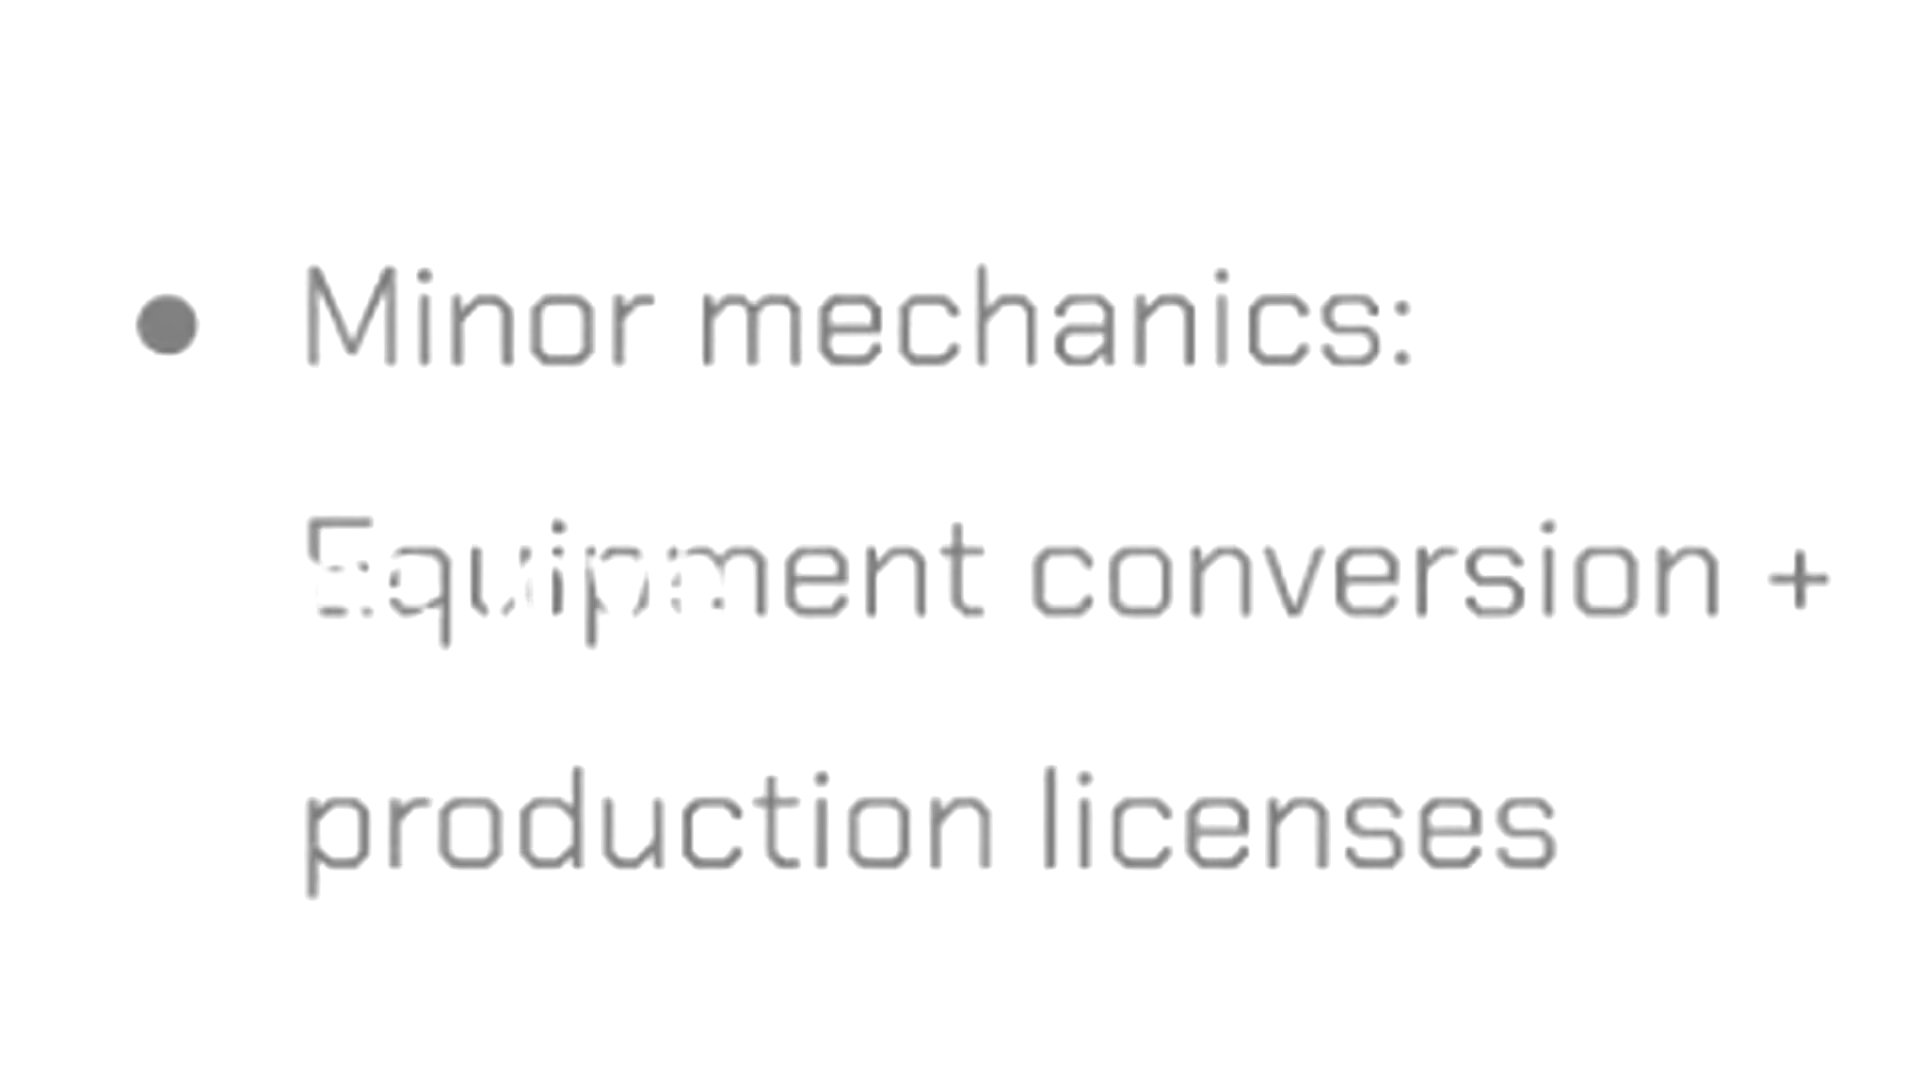 • Minor mechanics:
Equipment conversion +
production licenses